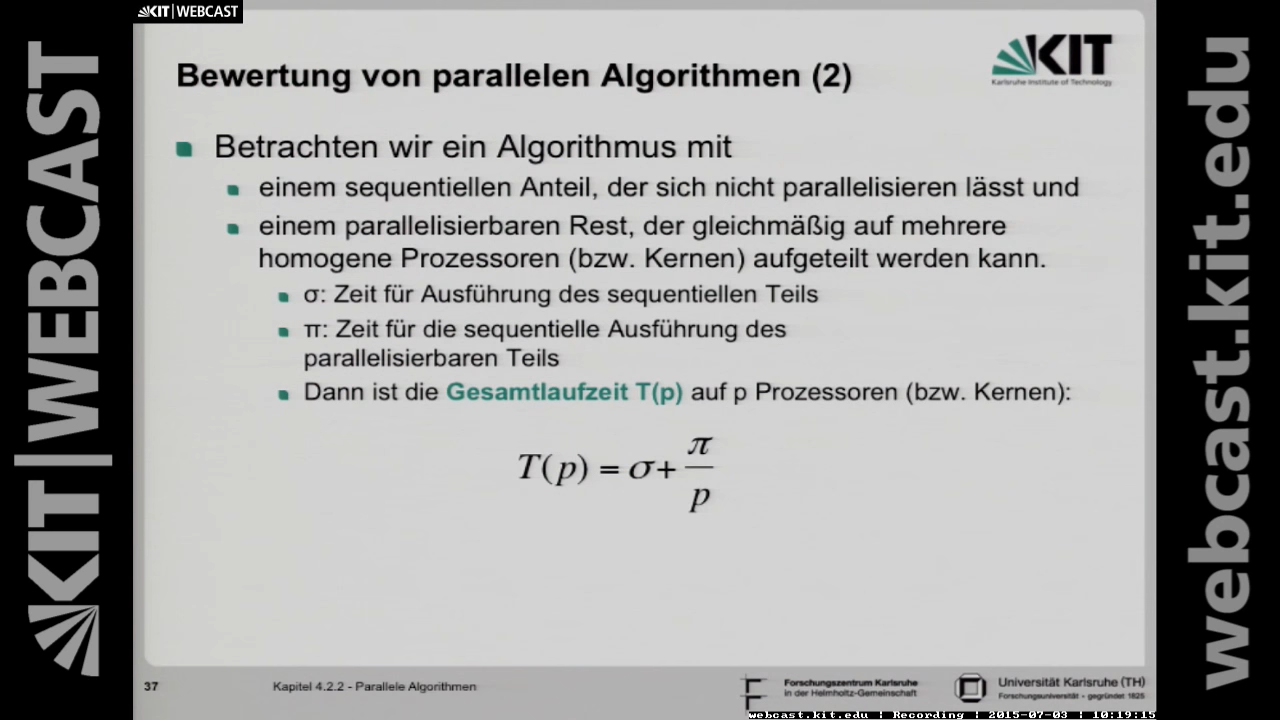 KIT|WEBCAST
KIT|WEBCAST
webcast.kit.edu
KIT
Karlsruhe Institute of Technology
Bewertung von parallelen Algorithmen (2)
Betrachten wir ein Algorithmus mit
einem sequentiellen Anteil, der sich nicht parallelisieren lässt und
einem parallelisierbaren Rest, der gleichmäßig auf mehrere
homogene Prozessoren (bzw. Kernen) aufgeteilt werden kann.
σ: Zeit für Ausführung des sequentiellen Teils
π: Zeit für die sequentielle Ausführung des
parallelisierbaren Teils
Dann ist die Gesamtlaufzeit T(p) auf p Prozessoren (bzw. Kernen):
T(p) = σ+ π/p
37
Kapitel 4.2.2 - Parallele Algorithmen
Forschungszentrum Karlsruhe
in der Helmholtz-Gemeinschaft
Universität Karlsruhe (TH)
Forschungsuniversität - gegründet 1825
webcast.kit.edu | Recording | 2015-07-03 | 10:19:15